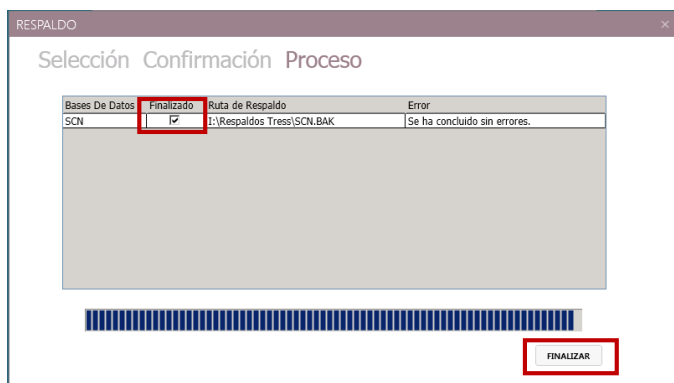 RESPALDO
Selección Confirmación Proceso
Bases De Datos Finalizado Ruta de Respaldo Error
SCN I:\Respaldos Tress\SCN.BAK Se ha concluido sin errores.
FINALIZAR